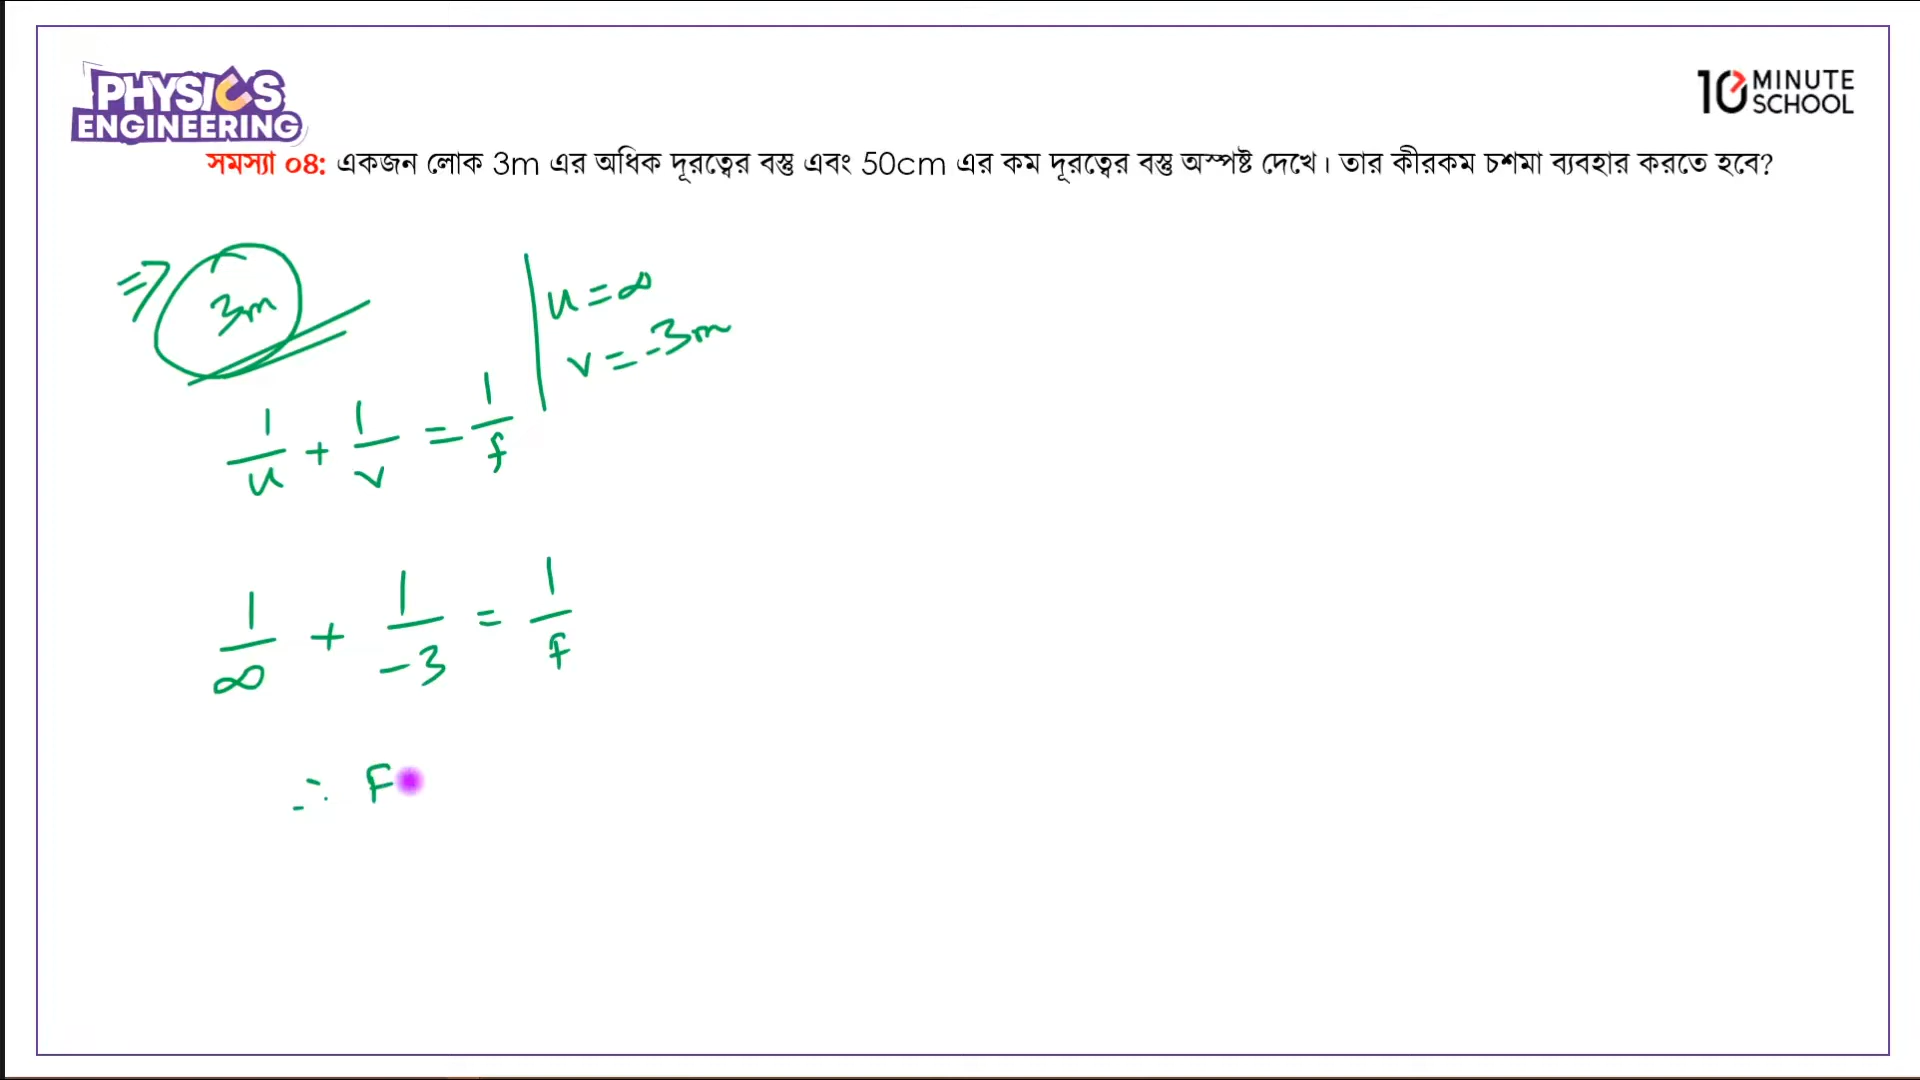 PHYSICS
ENGINEERING
10 MINUTE
SCHOOL
সমস্যা ০৪: একজন লোক 3m এর অধিক দূরত্বের বস্তু এবং 50cm এর কম দূরত্বের বস্তু অস্পষ্ট দেখে। তার কীরকম চশমা ব্যবহার করতে হবে?
⇒ 3m
u = ∞
v = -3m
1/u + 1/v = 1/f
1/∞ + 1/-3 = 1/f
∴ F